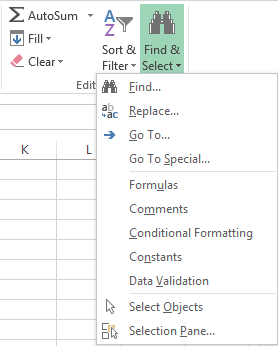 AutoSum
Fill
Clear
Sort &
Filter
Find &
Select
Edit
Find...
Replace...
Go To...
Go To Special...
Formulas
Comments
Conditional Formatting
Constants
Data Validation
Select Objects
Selection Pane...
K
L